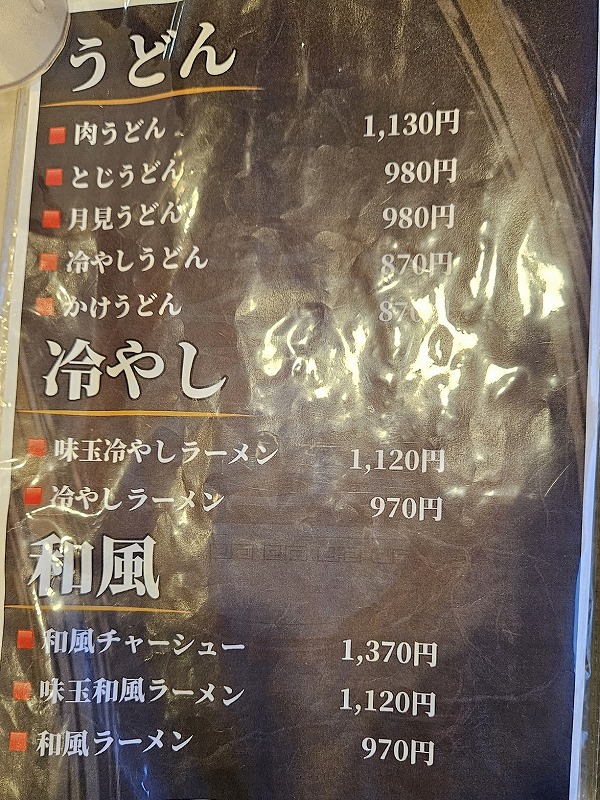 うどん
肉うどん 1,130円
とじうどん 980円
月見うどん 980円
冷やしうどん 870円
かけうどん 870
冷やし
味玉冷やしラーメン 1,120円
冷やしラーメン 970円
和風
和風チャーシュー 1,370円
味玉和風ラーメン 1,120円
和風ラーメン 970円